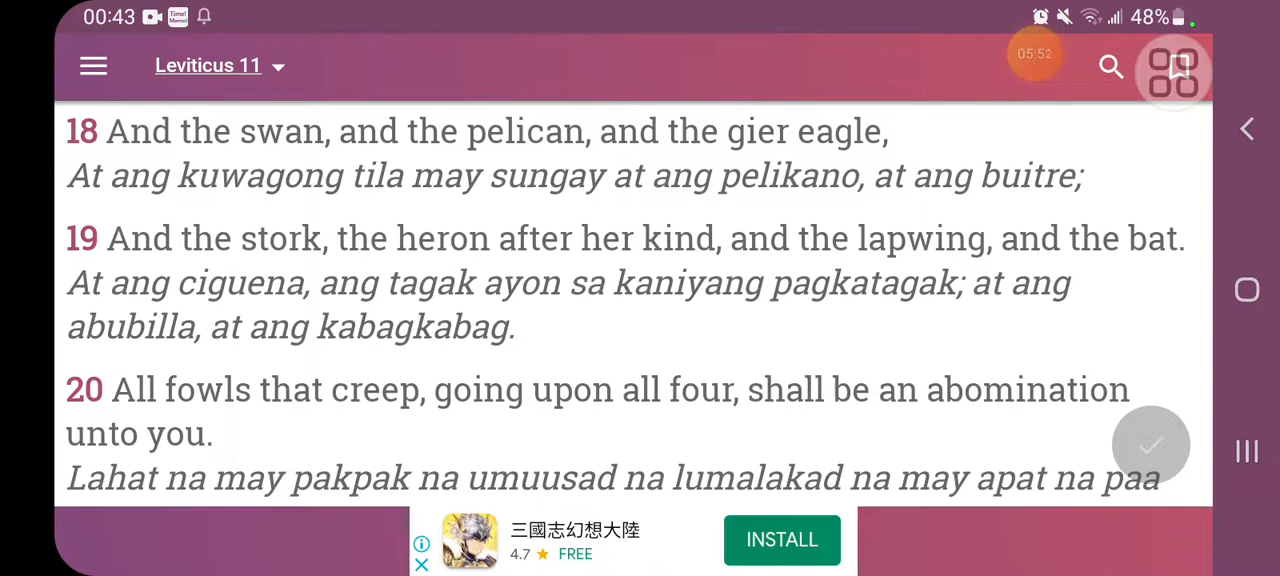 00:43 Time! Memo! 48%
05:52
Leviticus 11
18 And the swan, and the pelican, and the gier eagle,
At ang kuwagong tila may sungay at ang pelikano, at ang buitre;
19 And the stork, the heron after her kind, and the lapwing, and the bat.
At ang ciguena, ang tagak ayon sa kaniyang pagkatagak; at ang
abubilla, at ang kabagkabag.
20 All fowls that creep, going upon all four, shall be an abomination
unto you.
Lahat na may pakpak na umuusad na lumalakad na may apat na paa
三國志幻想大陸
4.7 ★ FREE
INSTALL